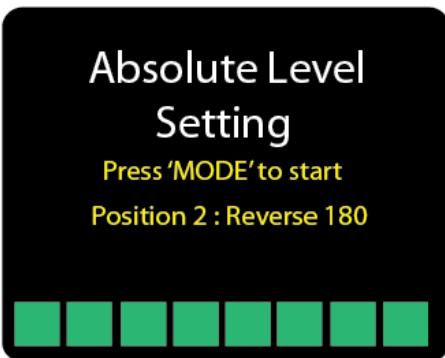 Absolute Level
Setting
Press 'MODE' to start
Position 2 : Reverse 180